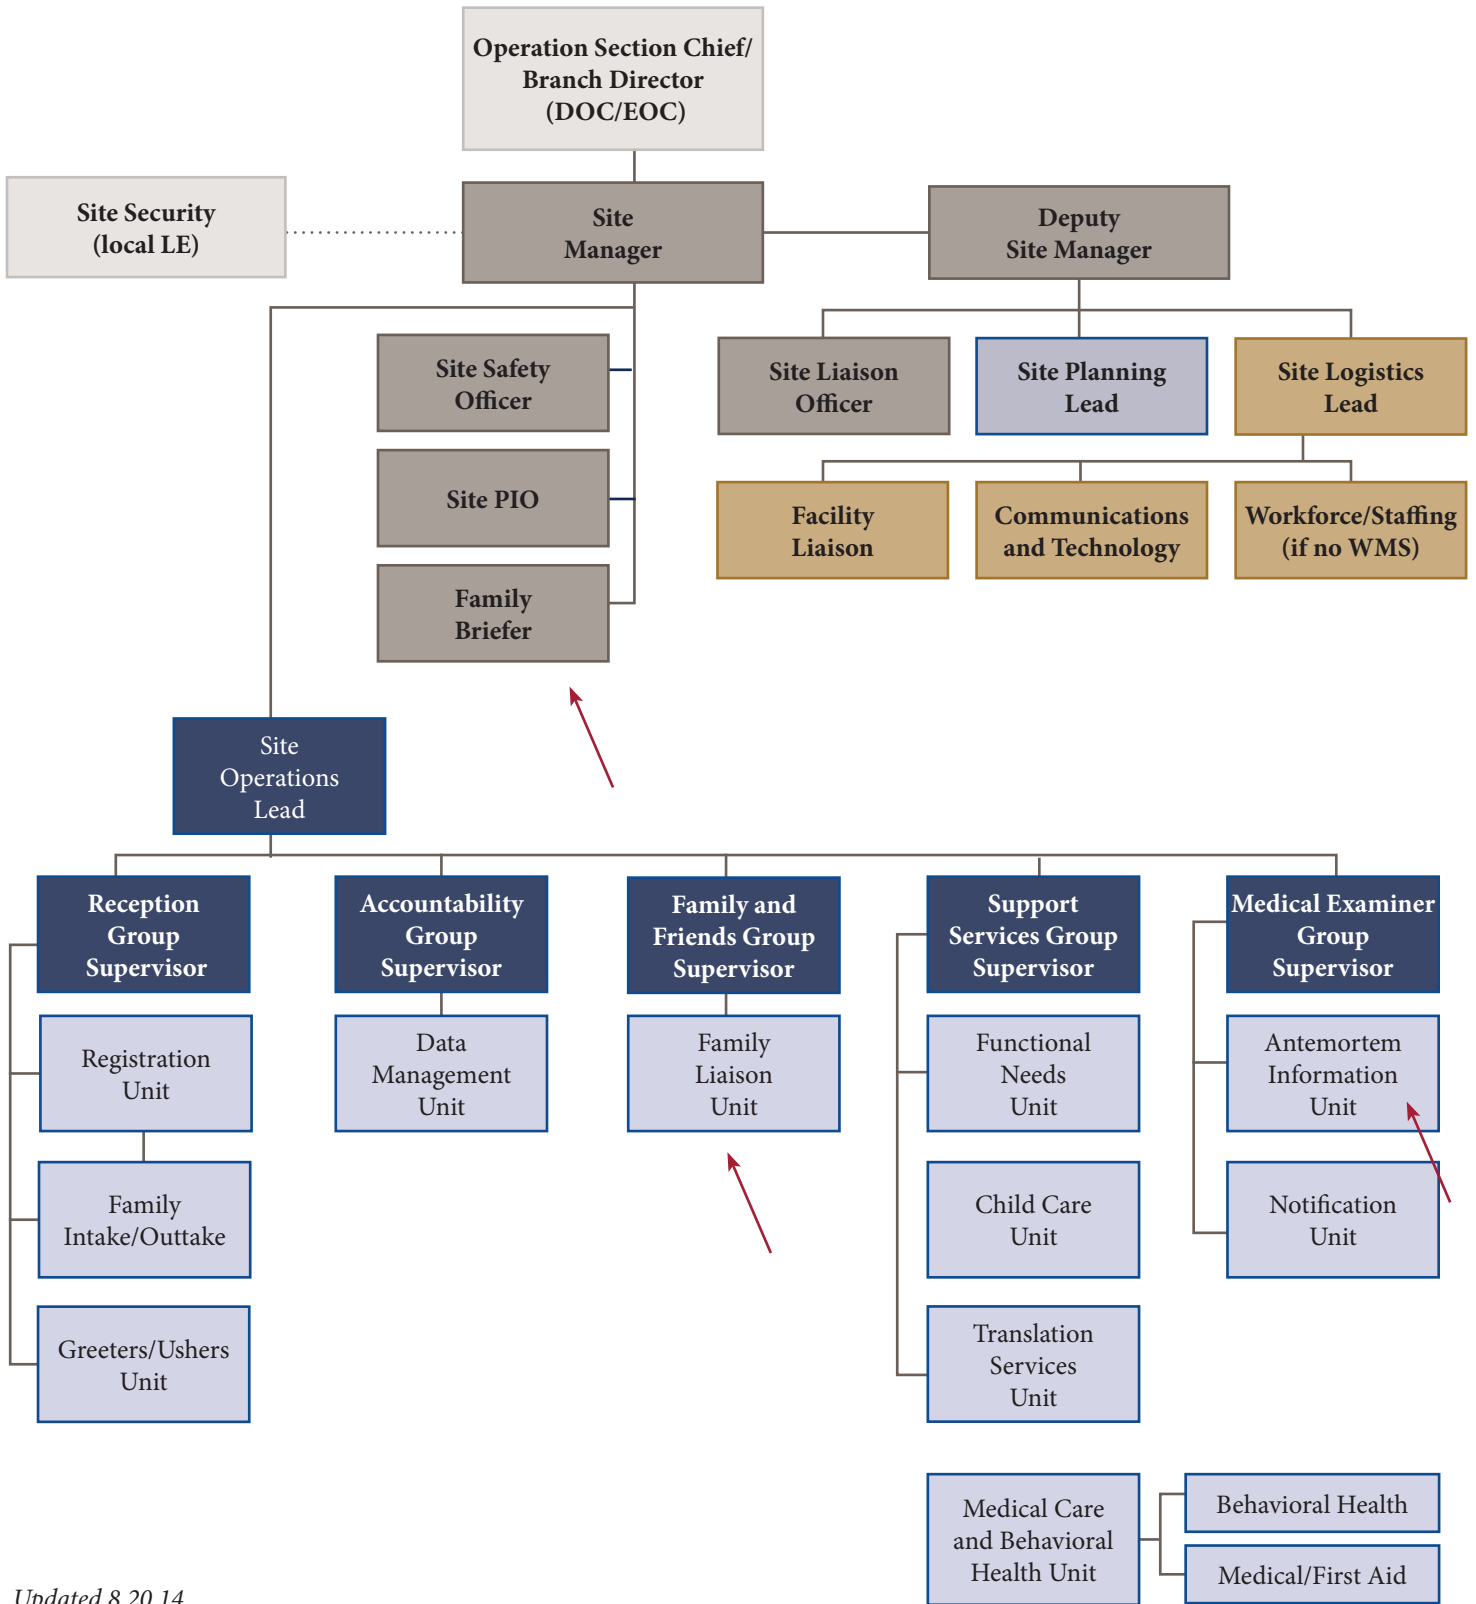 Operation Section Chief/
Branch Director
(DOC/EOC)
Site Security
(local LE)
Site
Manager
Deputy
Site Manager
Site Safety
Officer
Site PIO
Family
Briefer
Site Liaison
Officer
Site Planning
Lead
Site Logistics
Lead
Facility
Liaison
Communications
and Technology
Workforce/Staffing
(if no WMS)
Site
Operations
Lead
Reception
Group
Supervisor
Accountability
Group
Supervisor
Family and
Friends Group
Supervisor
Support
Services Group
Supervisor
Medical Examiner
Group
Supervisor
Registration
Unit
Data
Management
Unit
Family
Liaison
Unit
Functional
Needs
Unit
Antemortem
Information
Unit
Family
Intake/Outtake
Child Care
Unit
Notification
Unit
Greeters/Ushers
Unit
Translation
Services
Unit
Medical Care
and Behavioral
Health Unit
Behavioral Health
Medical/First Aid
Updated 8.20.14